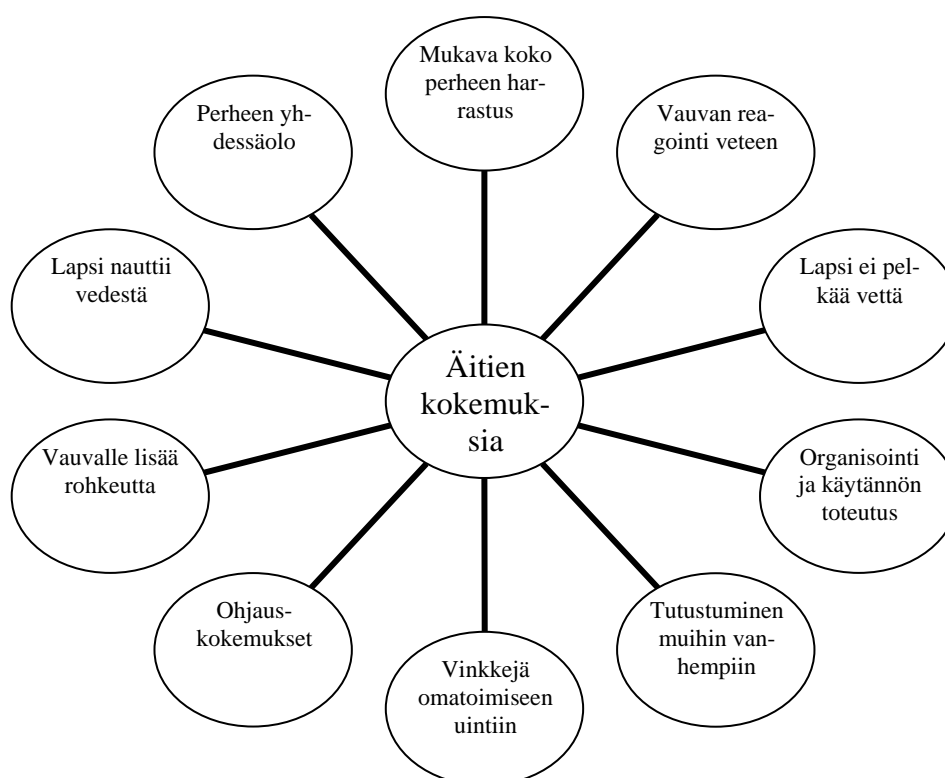 Mukava koko
perheen har-
rastus
Perheen yh-
dessäolo
Vauvan rea-
gointi veteen
Lapsi nauttii
vedestä
Lapsi ei pel-
kää vettä
Äitien
kokemuk-
sia
Vauvalle lisää
rohkeutta
Organisointi
ja käytännön
toteutus
Ohjaus-
kokemukset
Tutustuminen
muihin van-
hempiin
Vinkkejä
omatoimiseen
uintiin